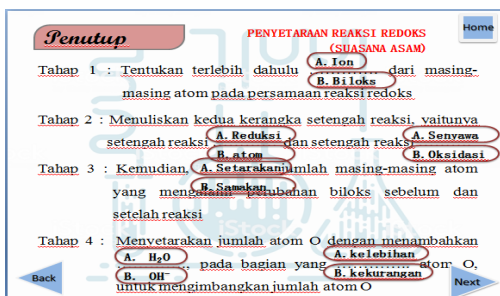 Penutup
PENYETARAAN REAKSI REDOKS
(SUASANA ASAM)
Home
Tahap 1 : Tentukan terlebih dahulu A. Ion B. Biloks dari masing-
masing atom pada persamaan reaksi redoks
Tahap 2 : Menuliskan kedua kerangka setengah reaksi, yaitunya
setengah reaksi A. Reduksi B. atom dan setengah reaksi A. Senyawa B. Oksidasi
Tahap 3 : Kemudian, A. Setarakan B. Samakan jumlah masing-masing atom
yang mengalami perubahan biloks sebelum dan
setelah reaksi
iStock
Tahap 4 : Menyetarakan jumlah atom O dengan menambahkan
A. H₂O B. OH⁻ pada bagian yang A. kelebihan B. kekurangan atom O,
untuk mengimbangkan jumlah atom O
Back
Next